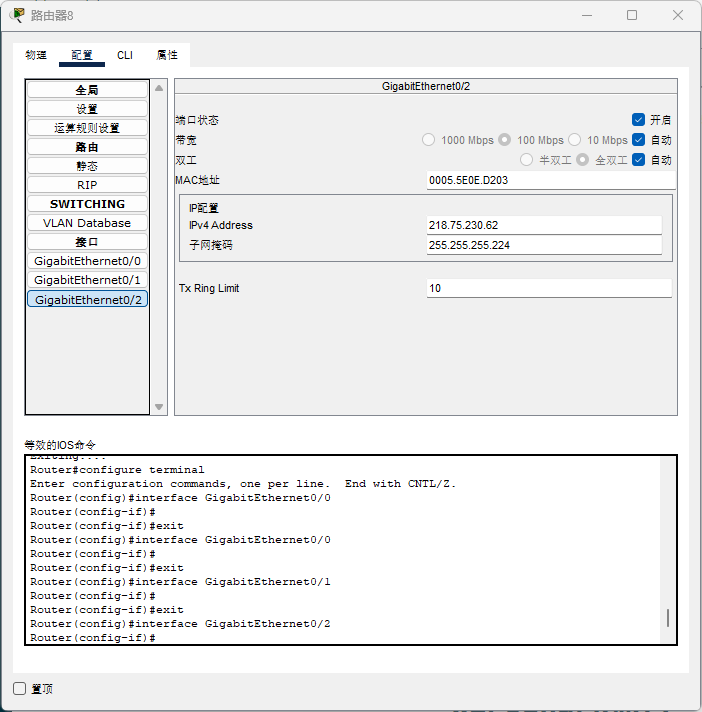 路由器8
物理 配置 CLI 属性
全局
设置
运算规则设置
路由
静态
RIP
SWITCHING
VLAN Database
接口
GigabitEthernet0/0
GigabitEthernet0/1
GigabitEthernet0/2
GigabitEthernet0/2
端口状态 开启
带宽 1000 Mbps 100 Mbps 10 Mbps 自动
双工 半双工 全双工 自动
MAC地址 0005.5E0E.D203
IP配置
IPv4 Address 218.75.230.62
子网掩码 255.255.255.224
Tx Ring Limit 10
等效的IOS命令
Exiting....
Router#configure terminal
Enter configuration commands, one per line.  End with CNTL/Z.
Router(config)#interface GigabitEthernet0/0
Router(config-if)#
Router(config-if)#exit
Router(config)#interface GigabitEthernet0/0
Router(config-if)#
Router(config-if)#exit
Router(config)#interface GigabitEthernet0/1
Router(config-if)#
Router(config-if)#exit
Router(config)#interface GigabitEthernet0/2
Router(config-if)#
置顶